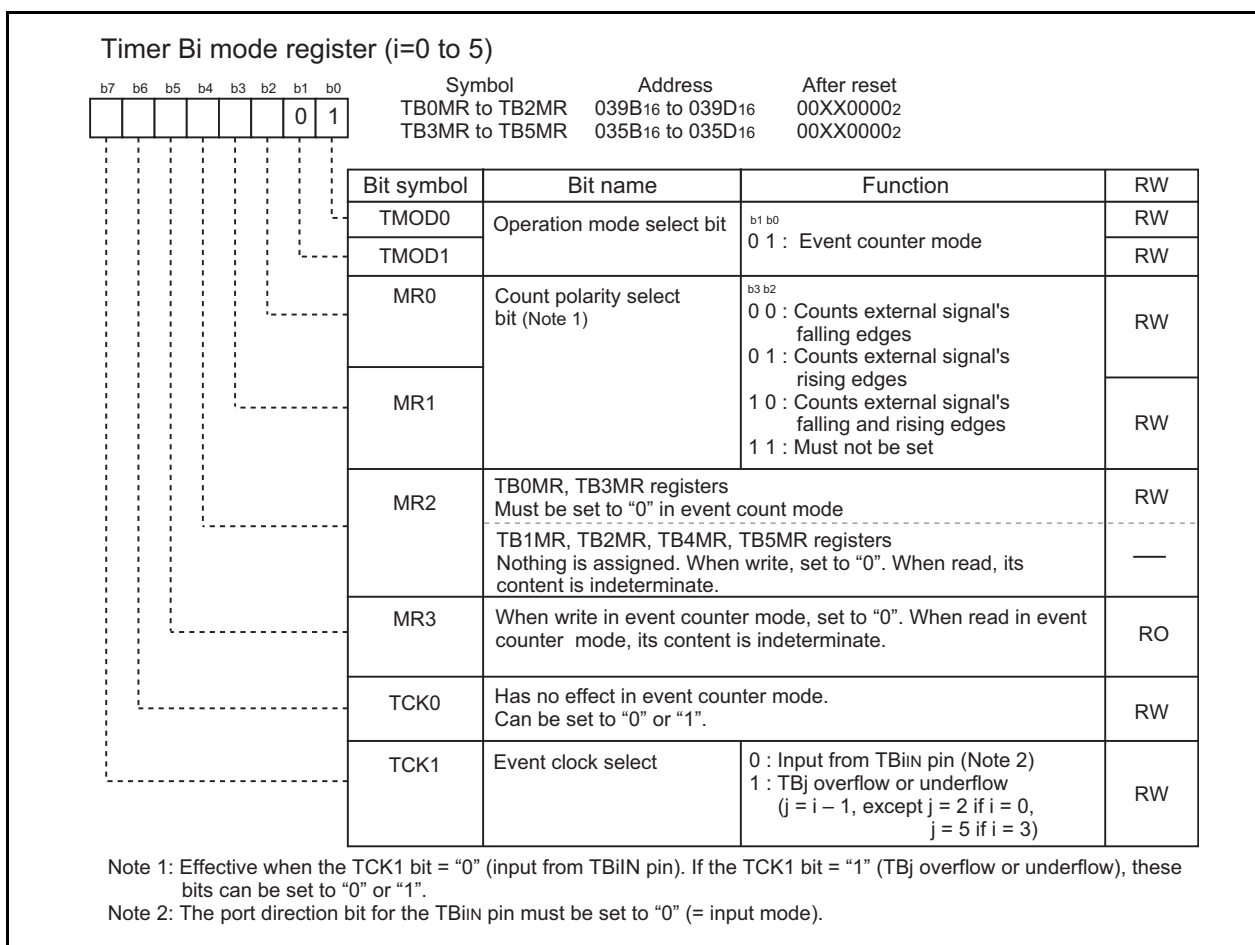 Timer Bi mode register (i=0 to 5)
b7 b6 b5 b4 b3 b2 b1 b0
0 1
Symbol Address After reset
TB0MR to TB2MR 039B16 to 039D16 00XX00002
TB3MR to TB5MR 035B16 to 035D16 00XX00002
Bit symbol Bit name Function RW
TMOD0 Operation mode select bit b1 b0 RW
0 1 : Event counter mode
TMOD1 RW
MR0 Count polarity select bit (Note 1) b3 b2
0 0 : Counts external signal's
falling edges
RW
0 1 : Counts external signal's
rising edges
MR1 1 0 : Counts external signal's
falling and rising edges
RW
1 1 : Must not be set
MR2 TB0MR, TB3MR registers
Must be set to “0” in event count mode
RW
TB1MR, TB2MR, TB4MR, TB5MR registers
Nothing is assigned. When write, set to “0”. When read, its
content is indeterminate.
—
MR3 When write in event counter mode, set to “0”. When read in event
counter mode, its content is indeterminate.
RO
TCK0 Has no effect in event counter mode.
Can be set to “0” or “1”.
RW
TCK1 Event clock select 0 : Input from TBiIN pin (Note 2)
1 : TBj overflow or underflow
(j = i – 1, except j = 2 if i = 0,
j = 5 if i = 3)
RW
Note 1: Effective when the TCK1 bit = “0” (input from TBiIN pin). If the TCK1 bit = “1” (TBj overflow or underflow), these
bits can be set to “0” or “1”.
Note 2: The port direction bit for the TBiIN pin must be set to “0” (= input mode).